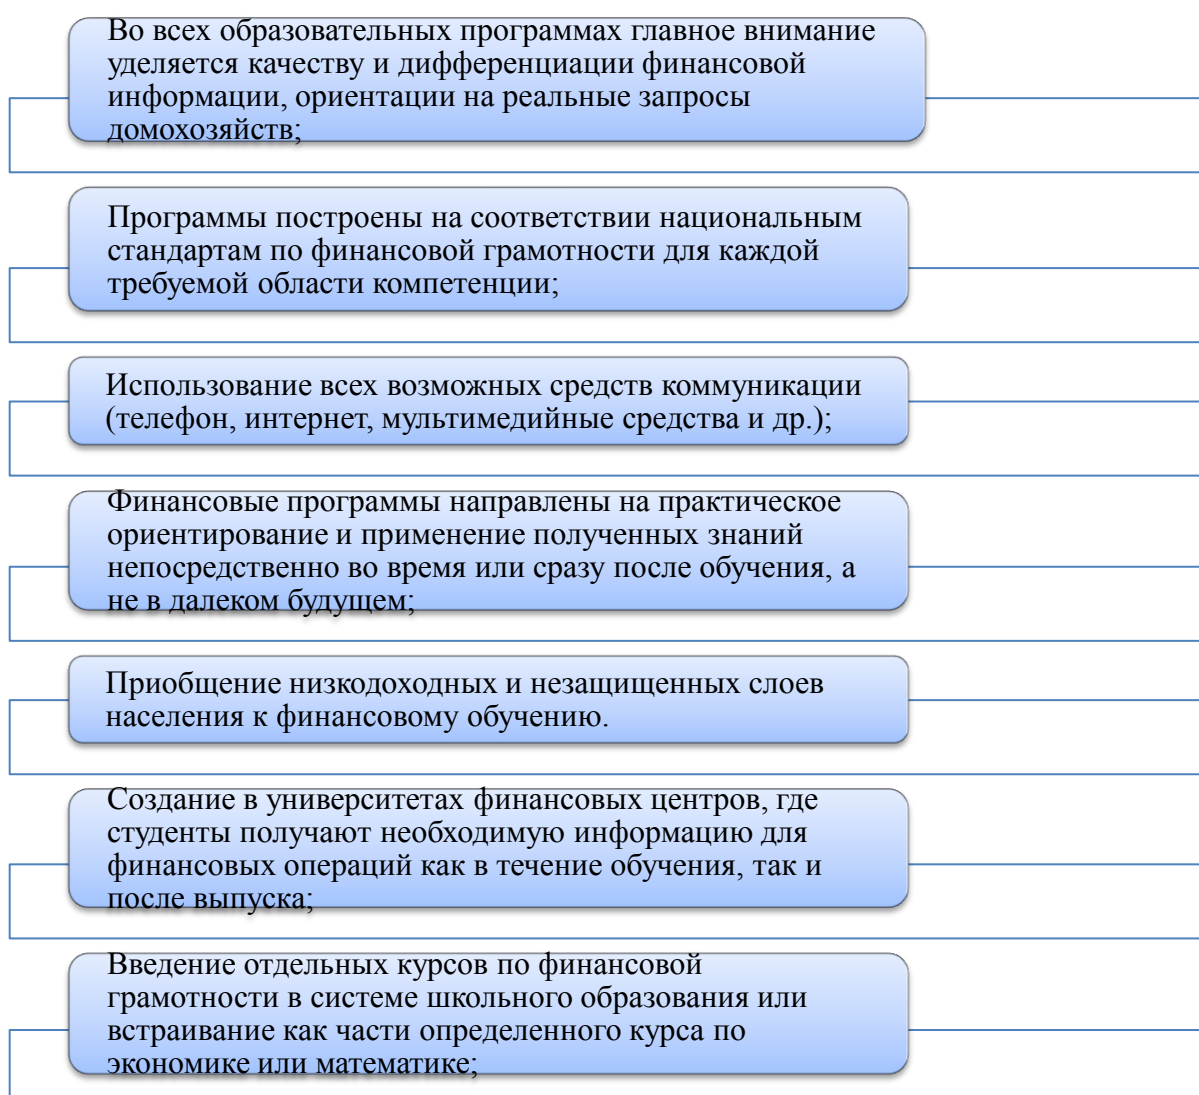 Во всех образовательных программах главное внимание
уделяется качеству и дифференциации финансовой
информации, ориентации на реальные запросы
домохозяйств;
Программы построены на соответствии национальным
стандартам по финансовой грамотности для каждой
требуемой области компетенции;
Использование всех возможных средств коммуникации
(телефон, интернет, мультимедийные средства и др.);
Финансовые программы направлены на практическое
ориентирование и применение полученных знаний
непосредственно во время или сразу после обучения, а
не в далеком будущем;
Приобщение низкодоходных и незащищенных слоев
населения к финансовому обучению.
Создание в университетах финансовых центров, где
студенты получают необходимую информацию для
финансовых операций как в течение обучения, так и
после выпуска;
Введение отдельных курсов по финансовой
грамотности в системе школьного образования или
встраивание как части определенного курса по
экономике или математике;